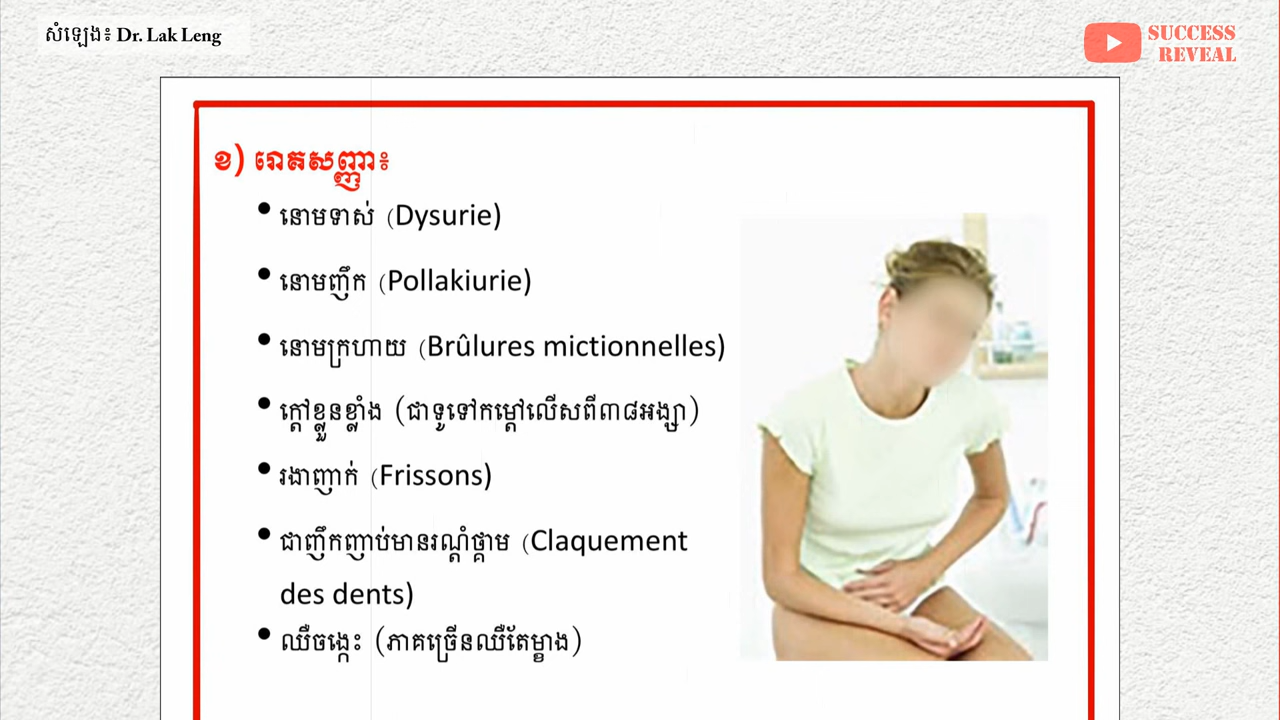 សំឡេង៖ Dr. Lak Leng
SUCCESS
REVEAL
ខ) រោគសញ្ញា៖
• នោមទាស់ (Dysurie)
• នោមញឹក (Pollakiurie)
• នោមក្រហាយ (Brûlures mictionnelles)
• ក្តៅខ្លួនខ្លាំង (ជាទូទៅកម្តៅលើសពី៣៨អង្សា)
• រងាញាក់ (Frissons)
• ជាញឹកញាប់មានរណ្តំថ្គាម (Claquement
des dents)
• ឈឺចង្កេះ (ភាគច្រើនឈឺតែម្ខាង)